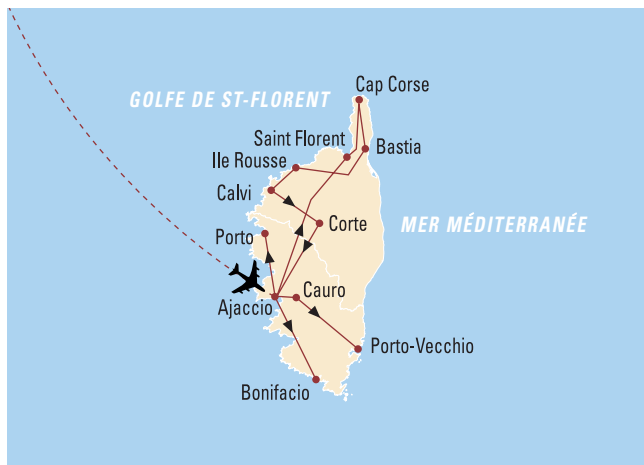 Cap Corse
GOLFE DE ST-FLORENT
Saint Florent
Bastia
Ile Rousse
Calvi
Corte
MER MÉDITERRANÉE
Porto
Cauro
Ajaccio
Porto-Vecchio
Bonifacio